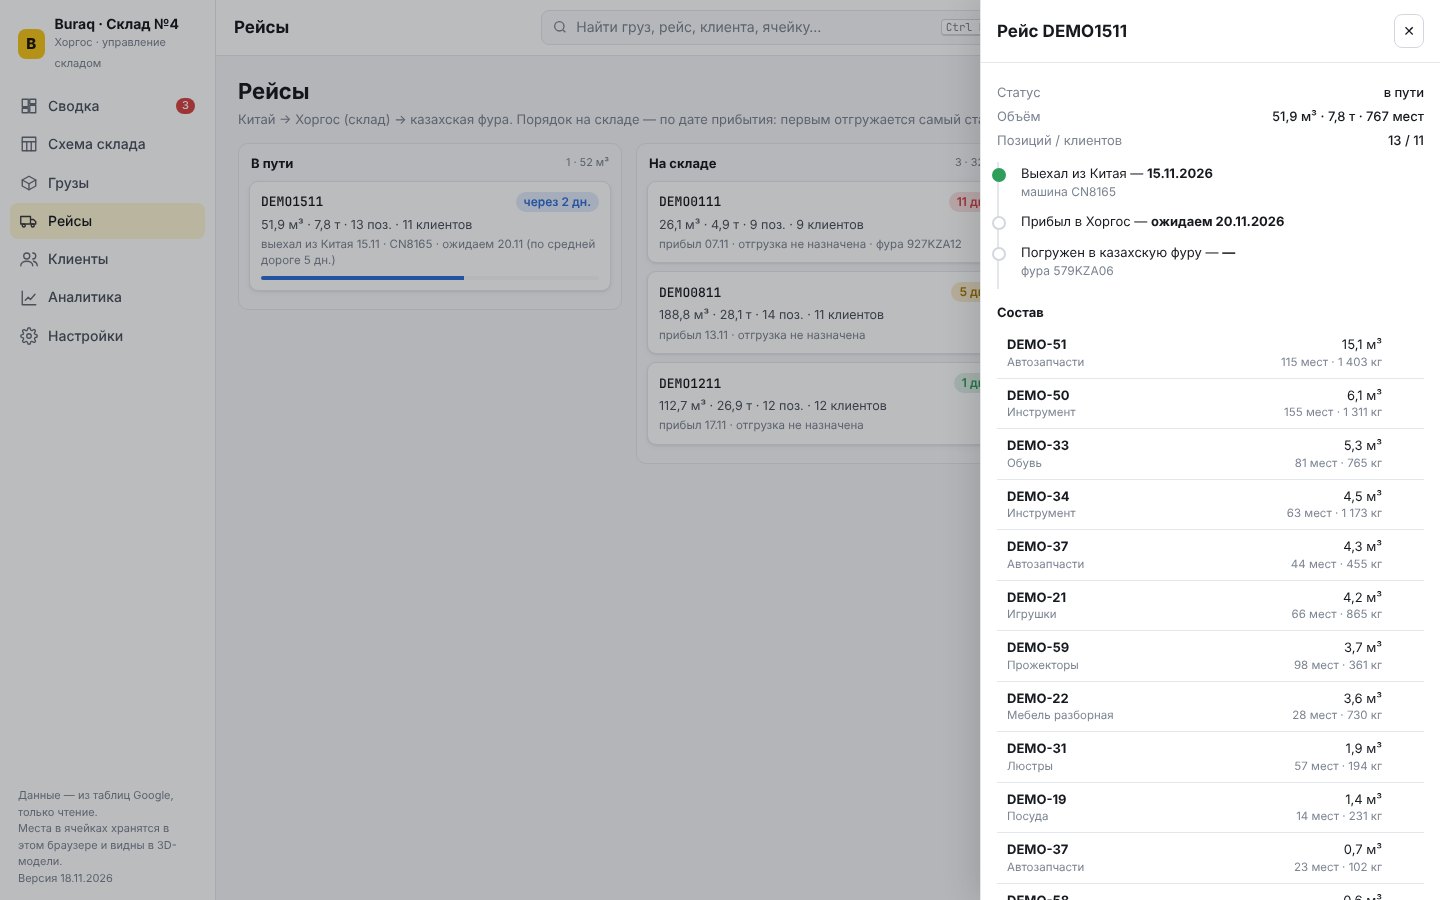 B
Buraq · Склад №4
Хоргос · управление
складом
Сводка
3
Схема склада
Грузы
Рейсы
Клиенты
Аналитика
Настройки
Данные — из таблиц Google,
только чтение.
Места в ячейках хранятся в
этом браузере и видны в 3D-
модели.
Версия 18.11.2026
Рейсы
Найти груз, рейс, клиента, ячейку…
Ctrl
Рейсы
Китай → Хоргос (склад) → казахская фура. Порядок на складе — по дате прибытия: первым отгружается самый
В пути
1 · 52 м³
DEMO1511
через 2 дн.
51,9 м³ · 7,8 т · 13 поз. · 11 клиентов
выехал из Китая 15.11 · CN8165 · ожидаем 20.11 (по средней
дороге 5 дн.)
На складе
DEMO0111
11
26,1 м³ · 4,9 т · 9 поз. · 9 клиентов
прибыл 07.11 · отгрузка не назначена · фура 927KZA12
DEMO0811
5
188,8 м³ · 28,1 т · 14 поз. · 11 клиентов
прибыл 13.11 · отгрузка не назначена
DEMO1211
1
112,7 м³ · 26,9 т · 12 поз. · 12 клиентов
прибыл 17.11 · отгрузка не назначена
Рейс DEMO1511
×
Статус
в пути
Объём
51,9 м³ · 7,8 т · 767 мест
Позиций / клиентов
13 / 11
Выехал из Китая — 15.11.2026
машина CN8165
Прибыл в Хоргос — ожидаем 20.11.2026
Погружен в казахскую фуру — —
фура 579KZA06
Состав
DEMO-51
15,1 м³
Автозапчасти
115 мест · 1 403 кг
DEMO-50
6,1 м³
Инструмент
155 мест · 1 311 кг
DEMO-33
5,3 м³
Обувь
81 мест · 765 кг
DEMO-34
4,5 м³
Инструмент
63 мест · 1 173 кг
DEMO-37
4,3 м³
Автозапчасти
44 мест · 455 кг
DEMO-21
4,2 м³
Игрушки
66 мест · 865 кг
DEMO-59
3,7 м³
Прожекторы
98 мест · 361 кг
DEMO-22
3,6 м³
Мебель разборная
28 мест · 730 кг
DEMO-31
1,9 м³
Люстры
57 мест · 194 кг
DEMO-19
1,4 м³
Посуда
14 мест · 231 кг
DEMO-37
0,7 м³
Автозапчасти
23 мест · 102 кг